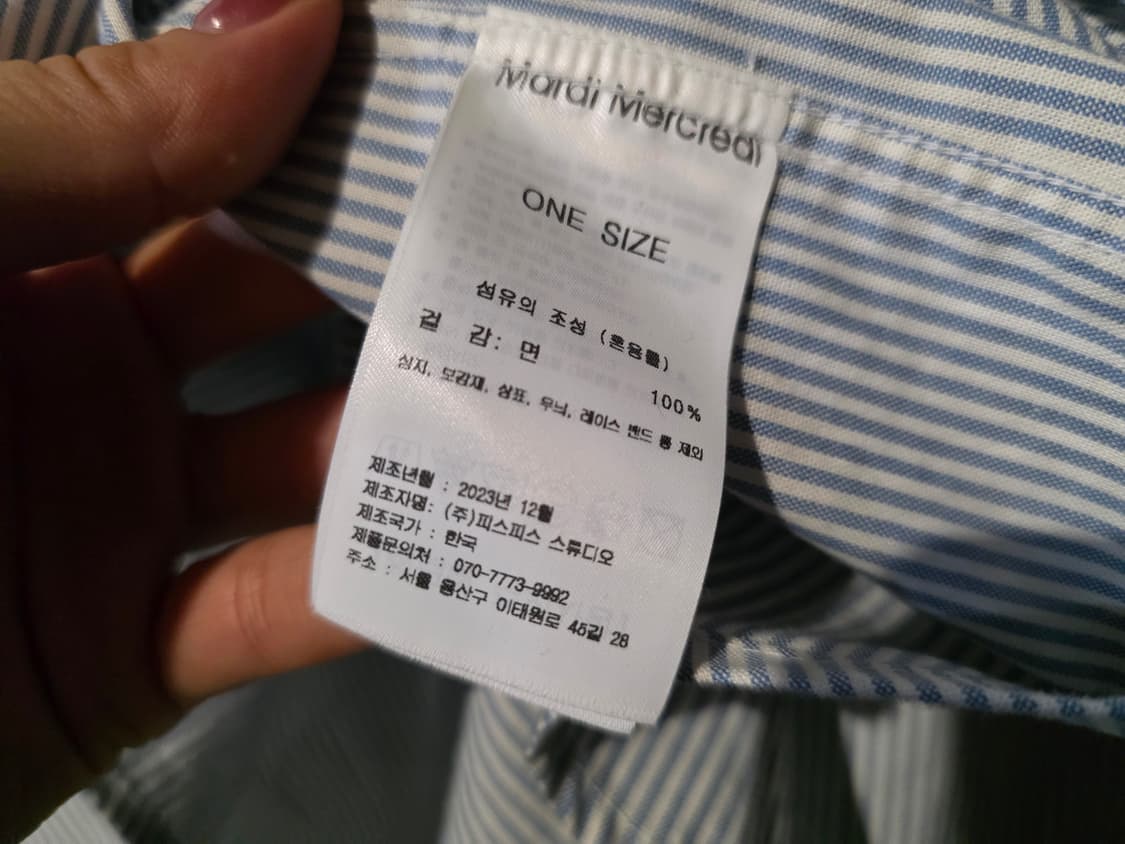 Mardi Mercredi
ONE SIZE
섬유의 조성 (혼용률)
겉 감: 면
100%
심지, 보강재, 상표, 무늬, 레이스 밴드 등 제외
제조년월 : 2023년 12월
제조자명: (주)피스피스 스튜디오
제조국가 : 한국
제품문의처 : 070-7773-9992
주소 : 서울 용산구 이태원로 45길 28